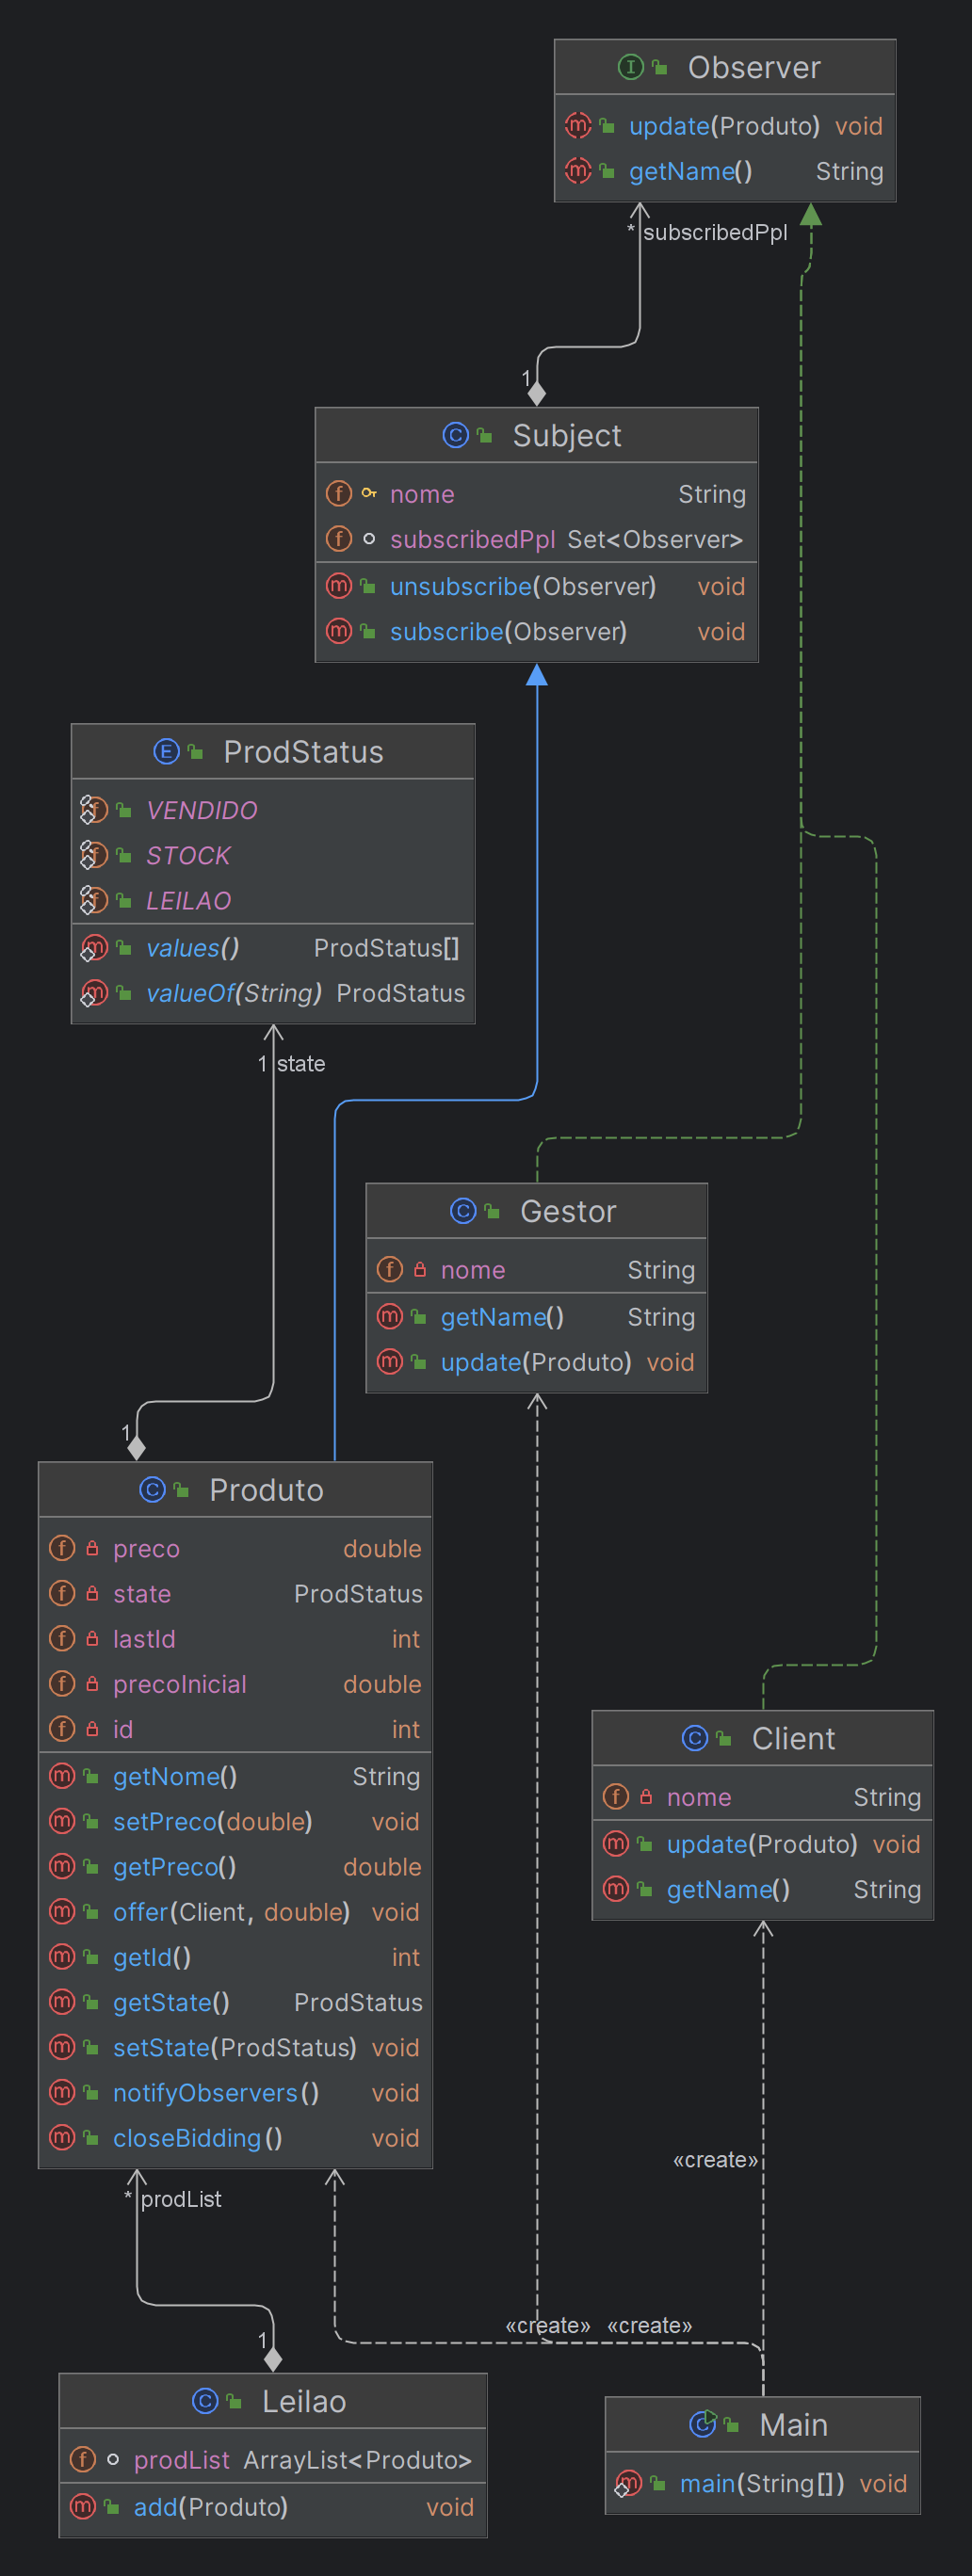 Observer
update(Produto) void
getName() String
* subscribedPpl
1
Subject
nome String
subscribedPpl Set<Observer>
unsubscribe(Observer) void
subscribe(Observer) void
ProdStatus
VENDIDO
STOCK
LEILAO
values() ProdStatus[]
valueOf(String) ProdStatus
1 state
Gestor
nome String
getName() String
update(Produto) void
1
Produto
preco double
state ProdStatus
lastId int
precoInicial double
id int
getNome() String
setPreco(double) void
getPreco() double
offer(Client, double) void
getId() int
getState() ProdStatus
setState(ProdStatus) void
notifyObservers() void
closeBidding() void
Client
nome String
update(Produto) void
getName() String
«create»
* prodList
«create» «create»
1
Leilao
prodList ArrayList<Produto>
add(Produto) void
Main
main(String[]) void